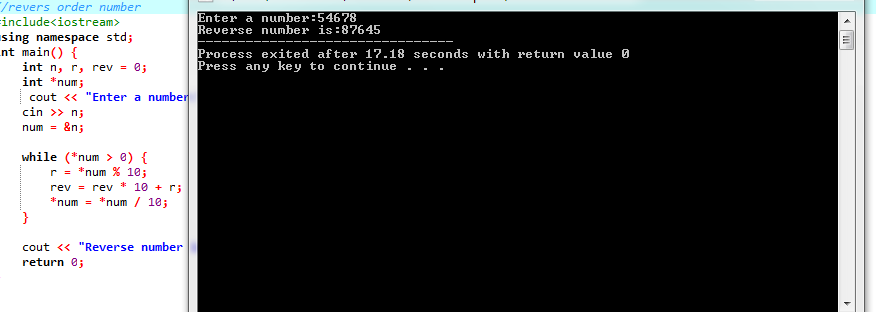 //revers order number
#include<iostream>
using namespace std;
int main() {
int n, r, rev = 0;
int *num;
cout << "Enter a number
cin >> n;
num = &n;
while (*num > 0) {
r = *num % 10;
rev = rev * 10 + r;
*num = *num / 10;
}
cout << "Reverse number
return 0;
Enter a number:54678
Reverse number is:87645
--------------------------------
Process exited after 17.18 seconds with return value 0
Press any key to continue . . .